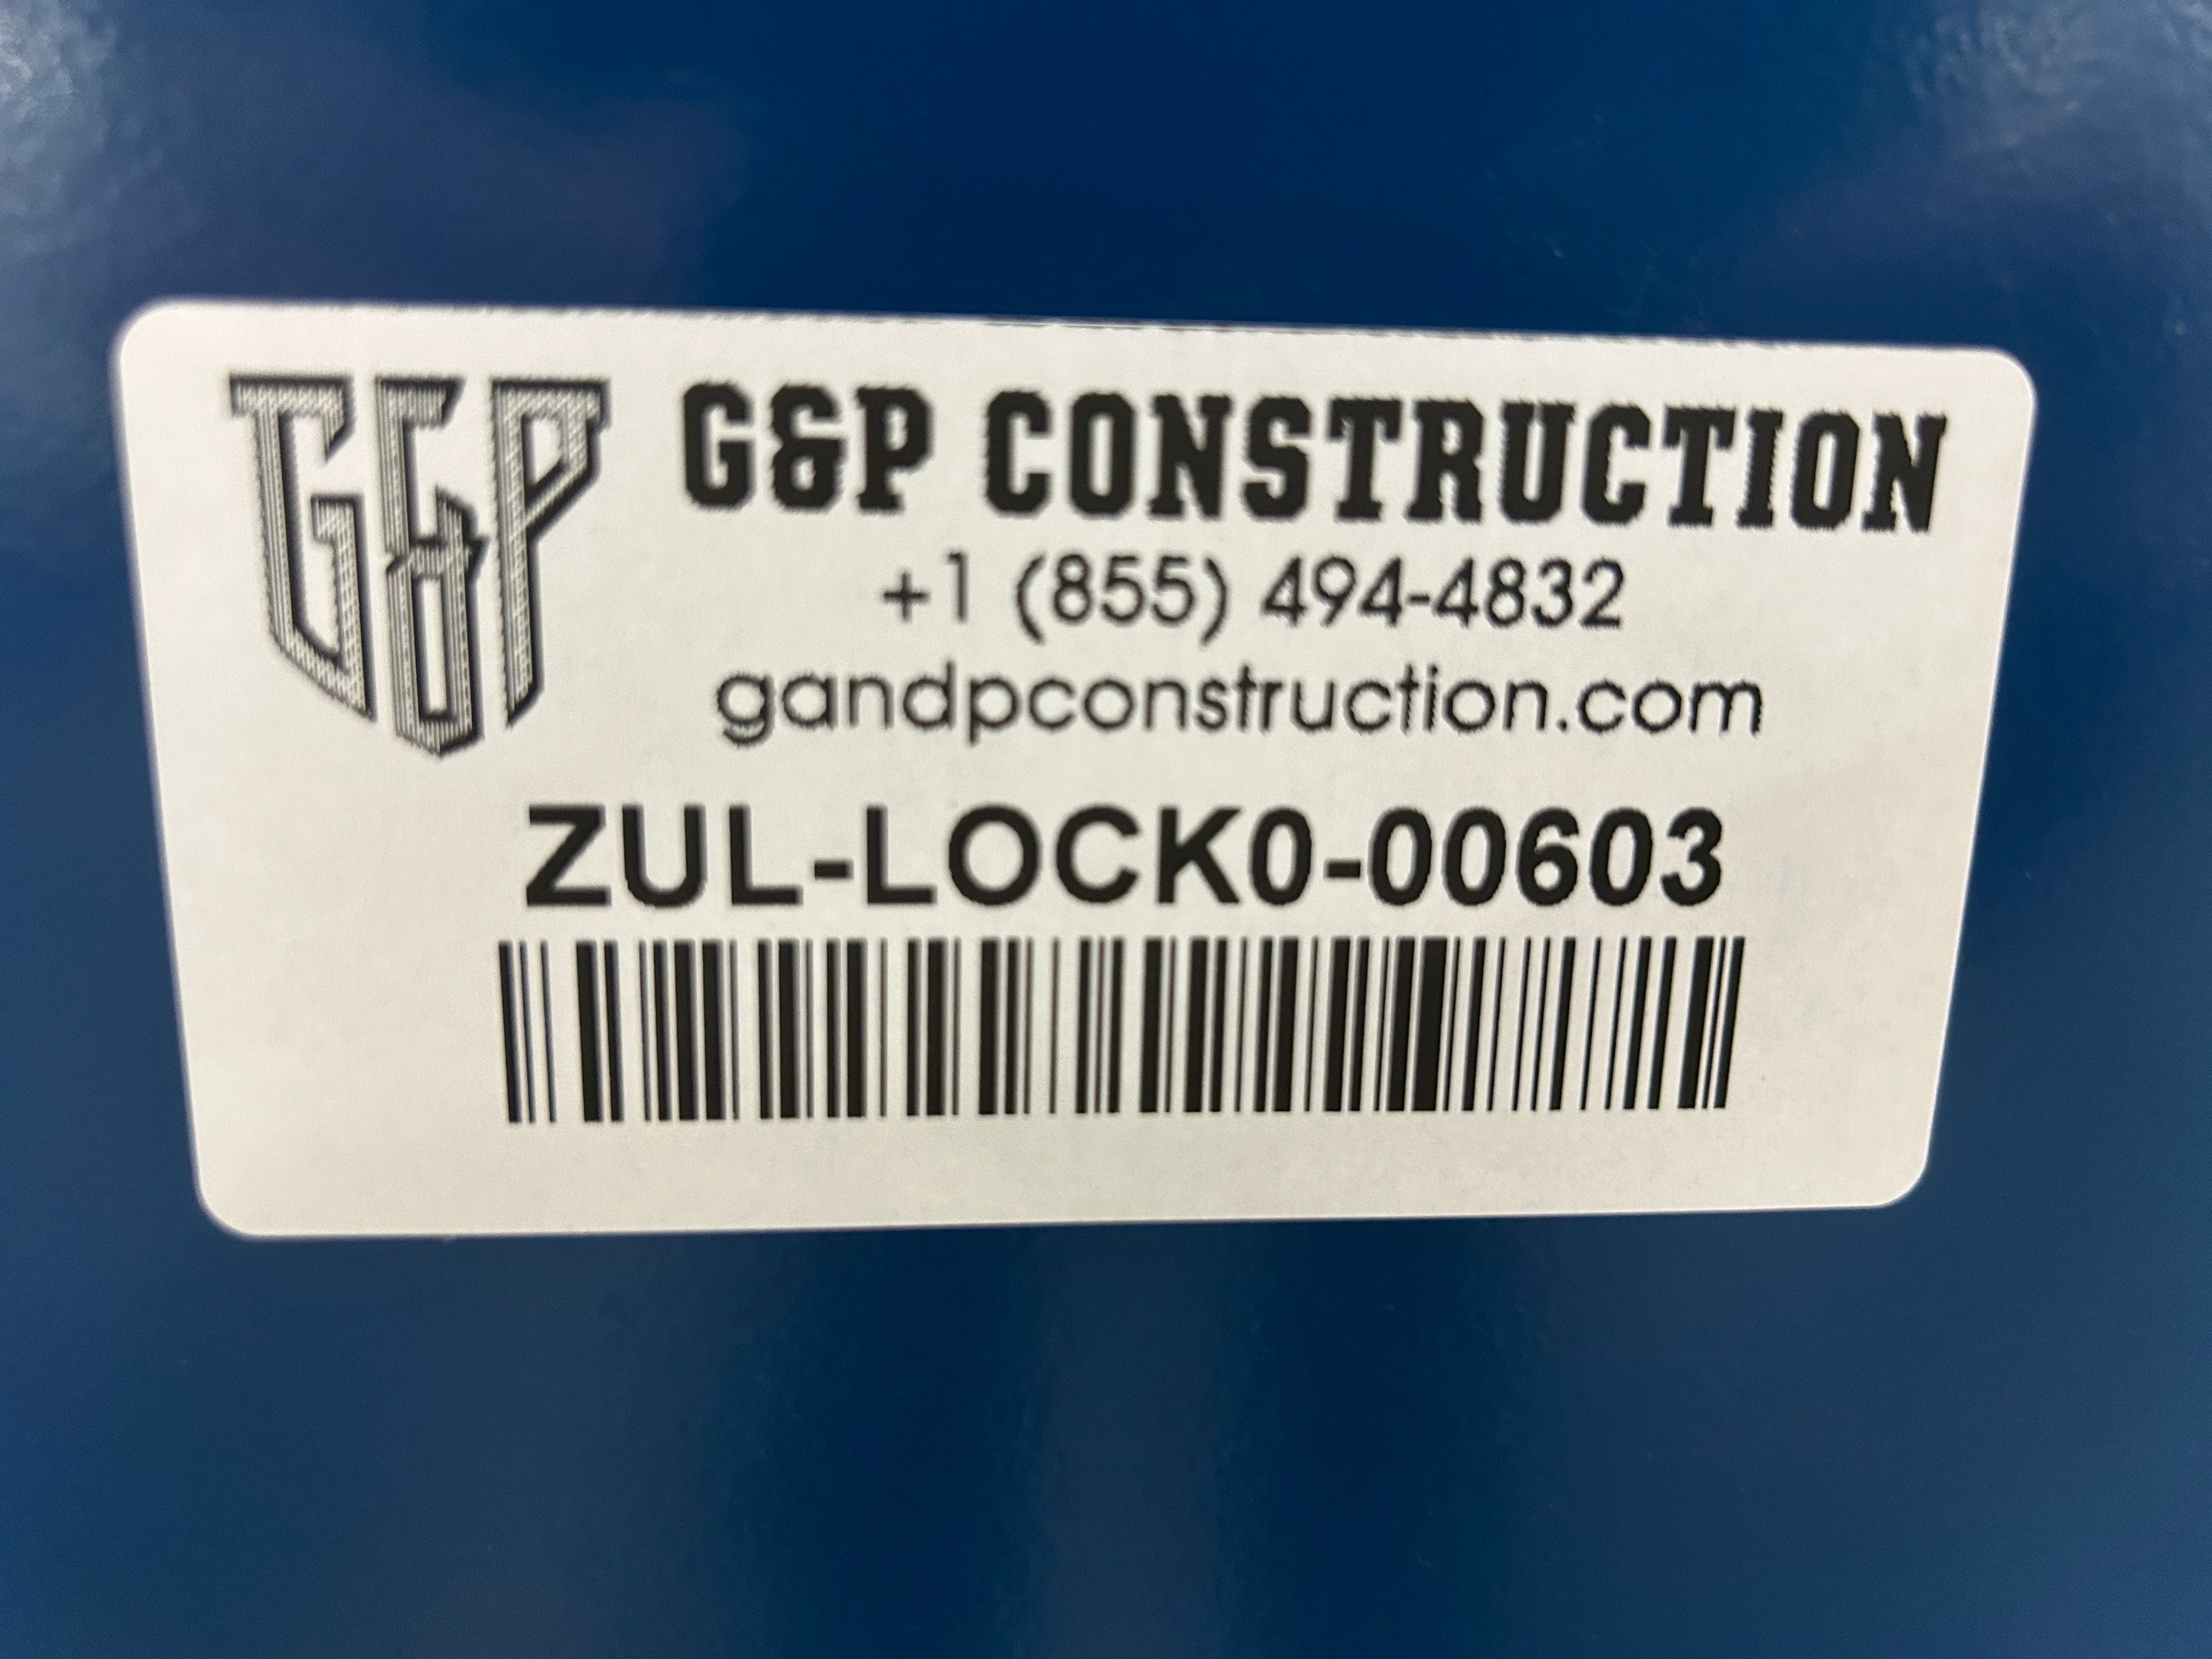 G&P G&P CONSTRUCTION
+1 (855) 494-4832
gandpconstruction.com
ZUL-LOCK0-00603